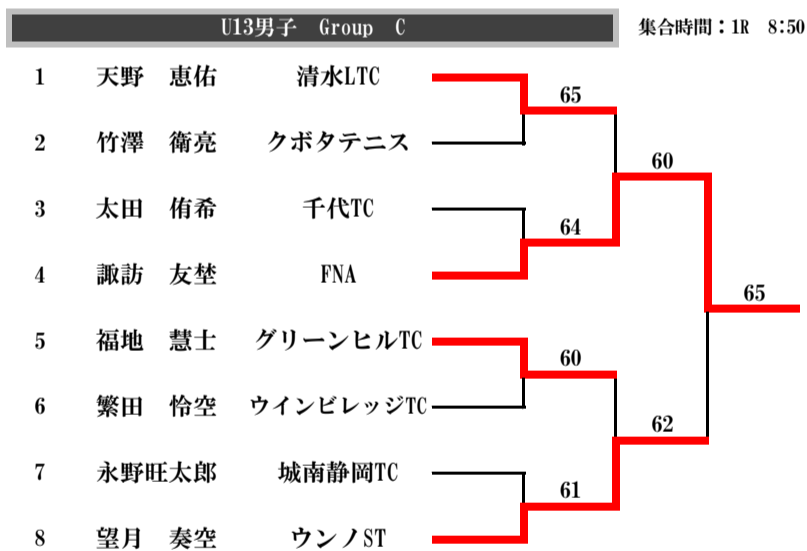 U13男子 Group C
集合時間：1R 8:50
1 天野 恵佑 清水LTC
65
2 竹澤 衛亮 クボタテニス
60
3 太田 侑希 千代TC
64
4 諏訪 友埜 FNA
65
5 福地 慧士 グリーンヒルTC
60
6 繁田 怜空 ウインビレッジTC
62
7 永野旺太郎 城南静岡TC
61
8 望月 奏空 ウンノST